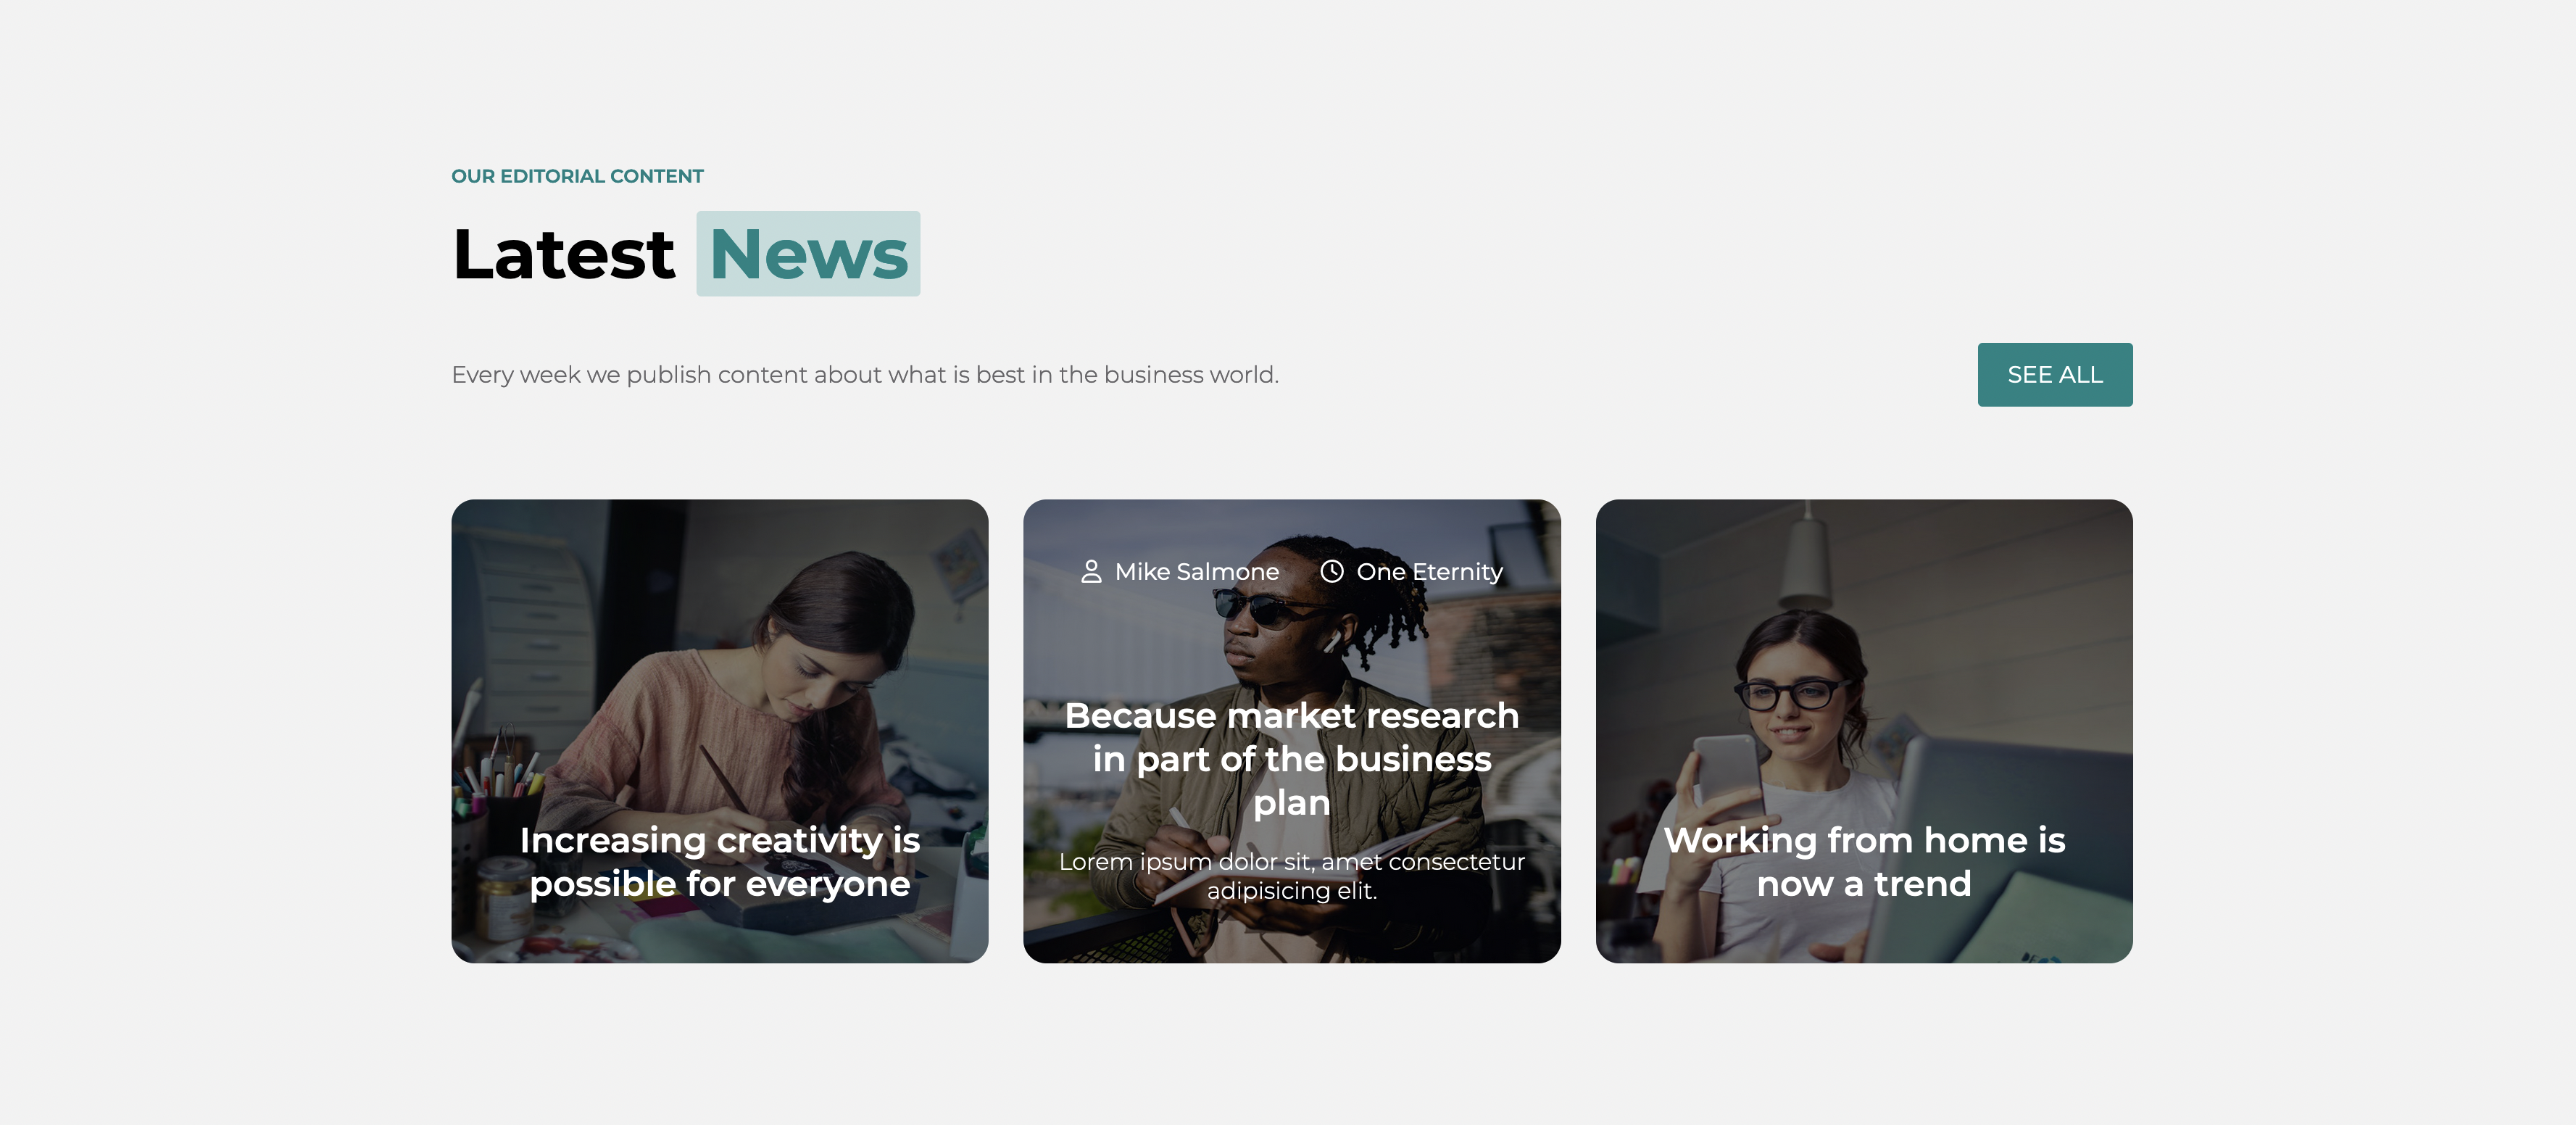 OUR EDITORIAL CONTENT
Latest News
Every week we publish content about what is best in the business world.
SEE ALL
Increasing creativity is
possible for everyone
Mike Salmone
One Eternity
Because market research
in part of the business
plan
Lorem ipsum dolor sit, amet consectetur
adipisicing elit.
Working from home is
now a trend